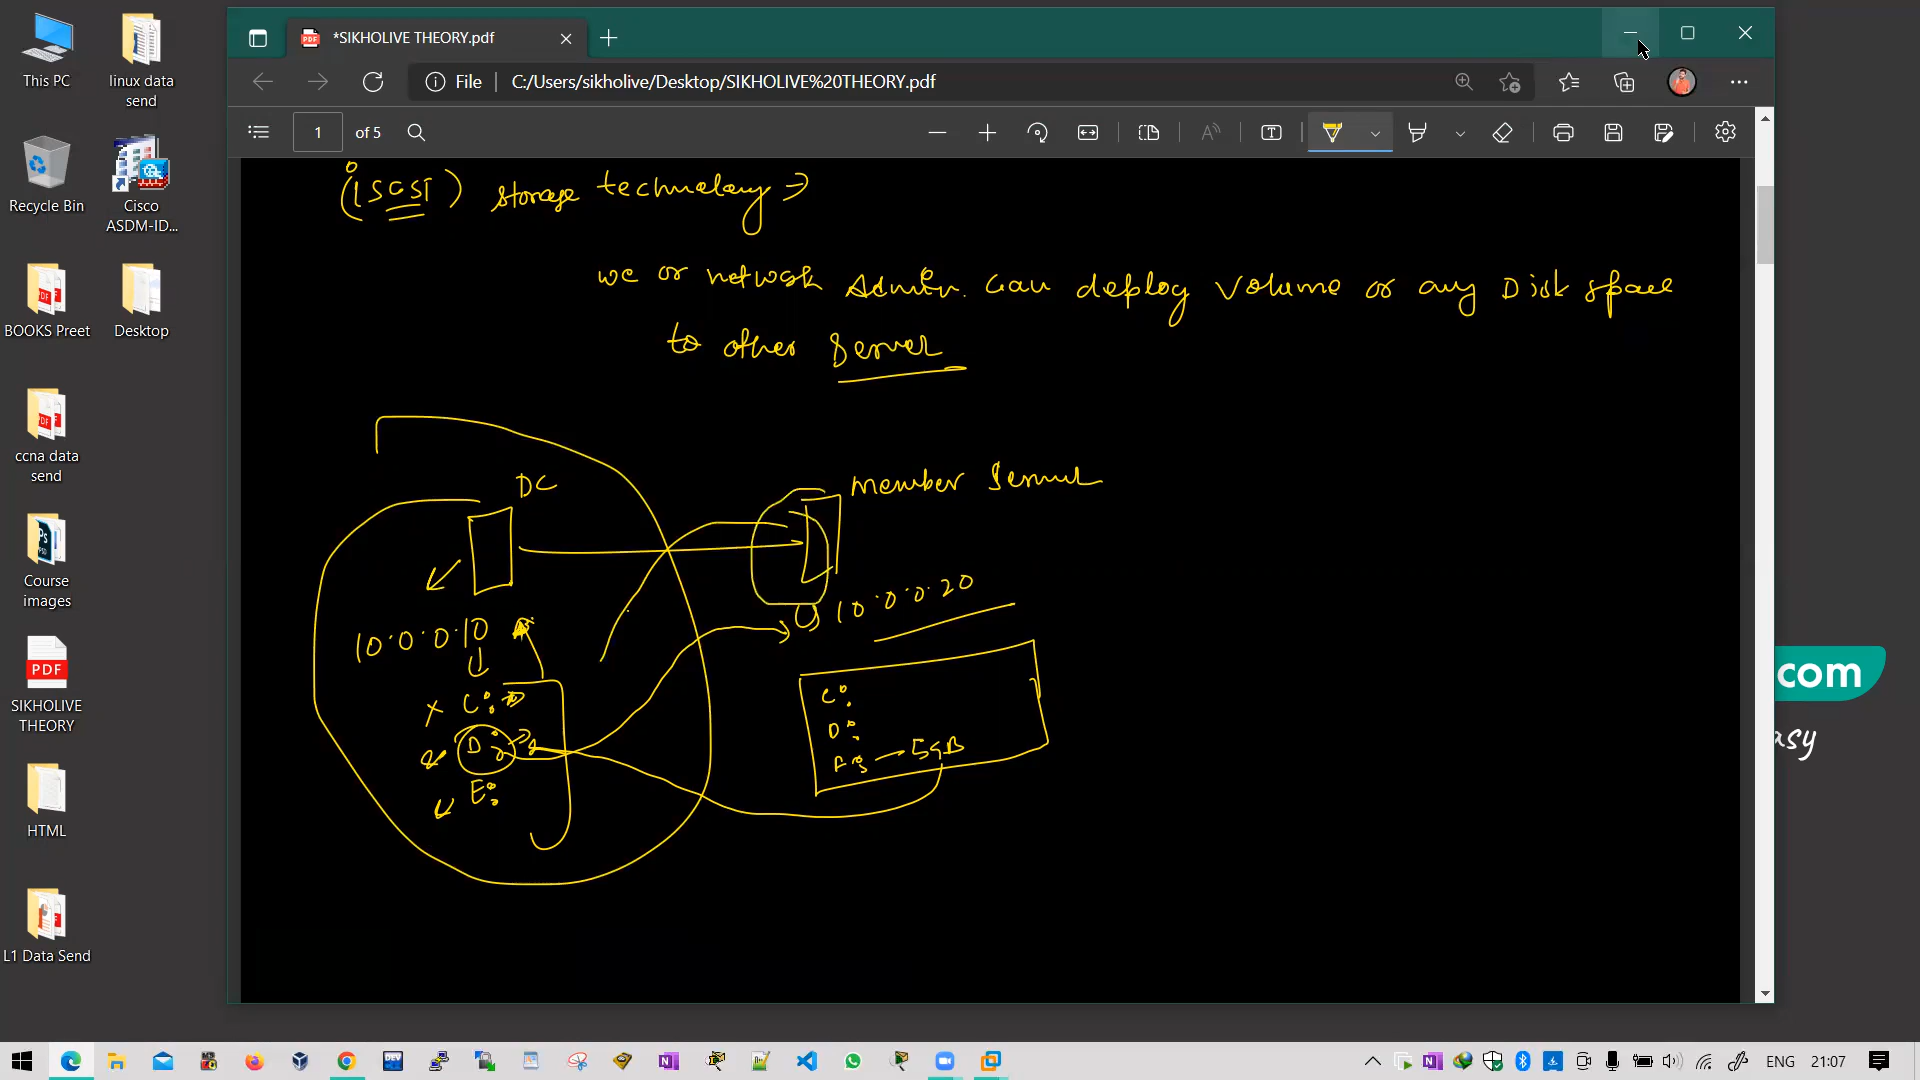 This PC
linux data send
Recycle Bin
Cisco ASDM-ID...
BOOKS Preet
Desktop
ccna data send
Course images
SIKHOLIVE THEORY
HTML
L1 Data Send
*SIKHOLIVE THEORY.pdf
File
C:/Users/sikholive/Desktop/SIKHOLIVE%20THEORY.pdf
1 of 5
(iSCSI) storage technology →
we or network Admin. Can deploy Volume or any Disk space
to other Server
DC
Member Server
10.0.0.10
10.0.0.20
C:
D:
E:
C:
D:
5GB
com
asy
ENG
21:07